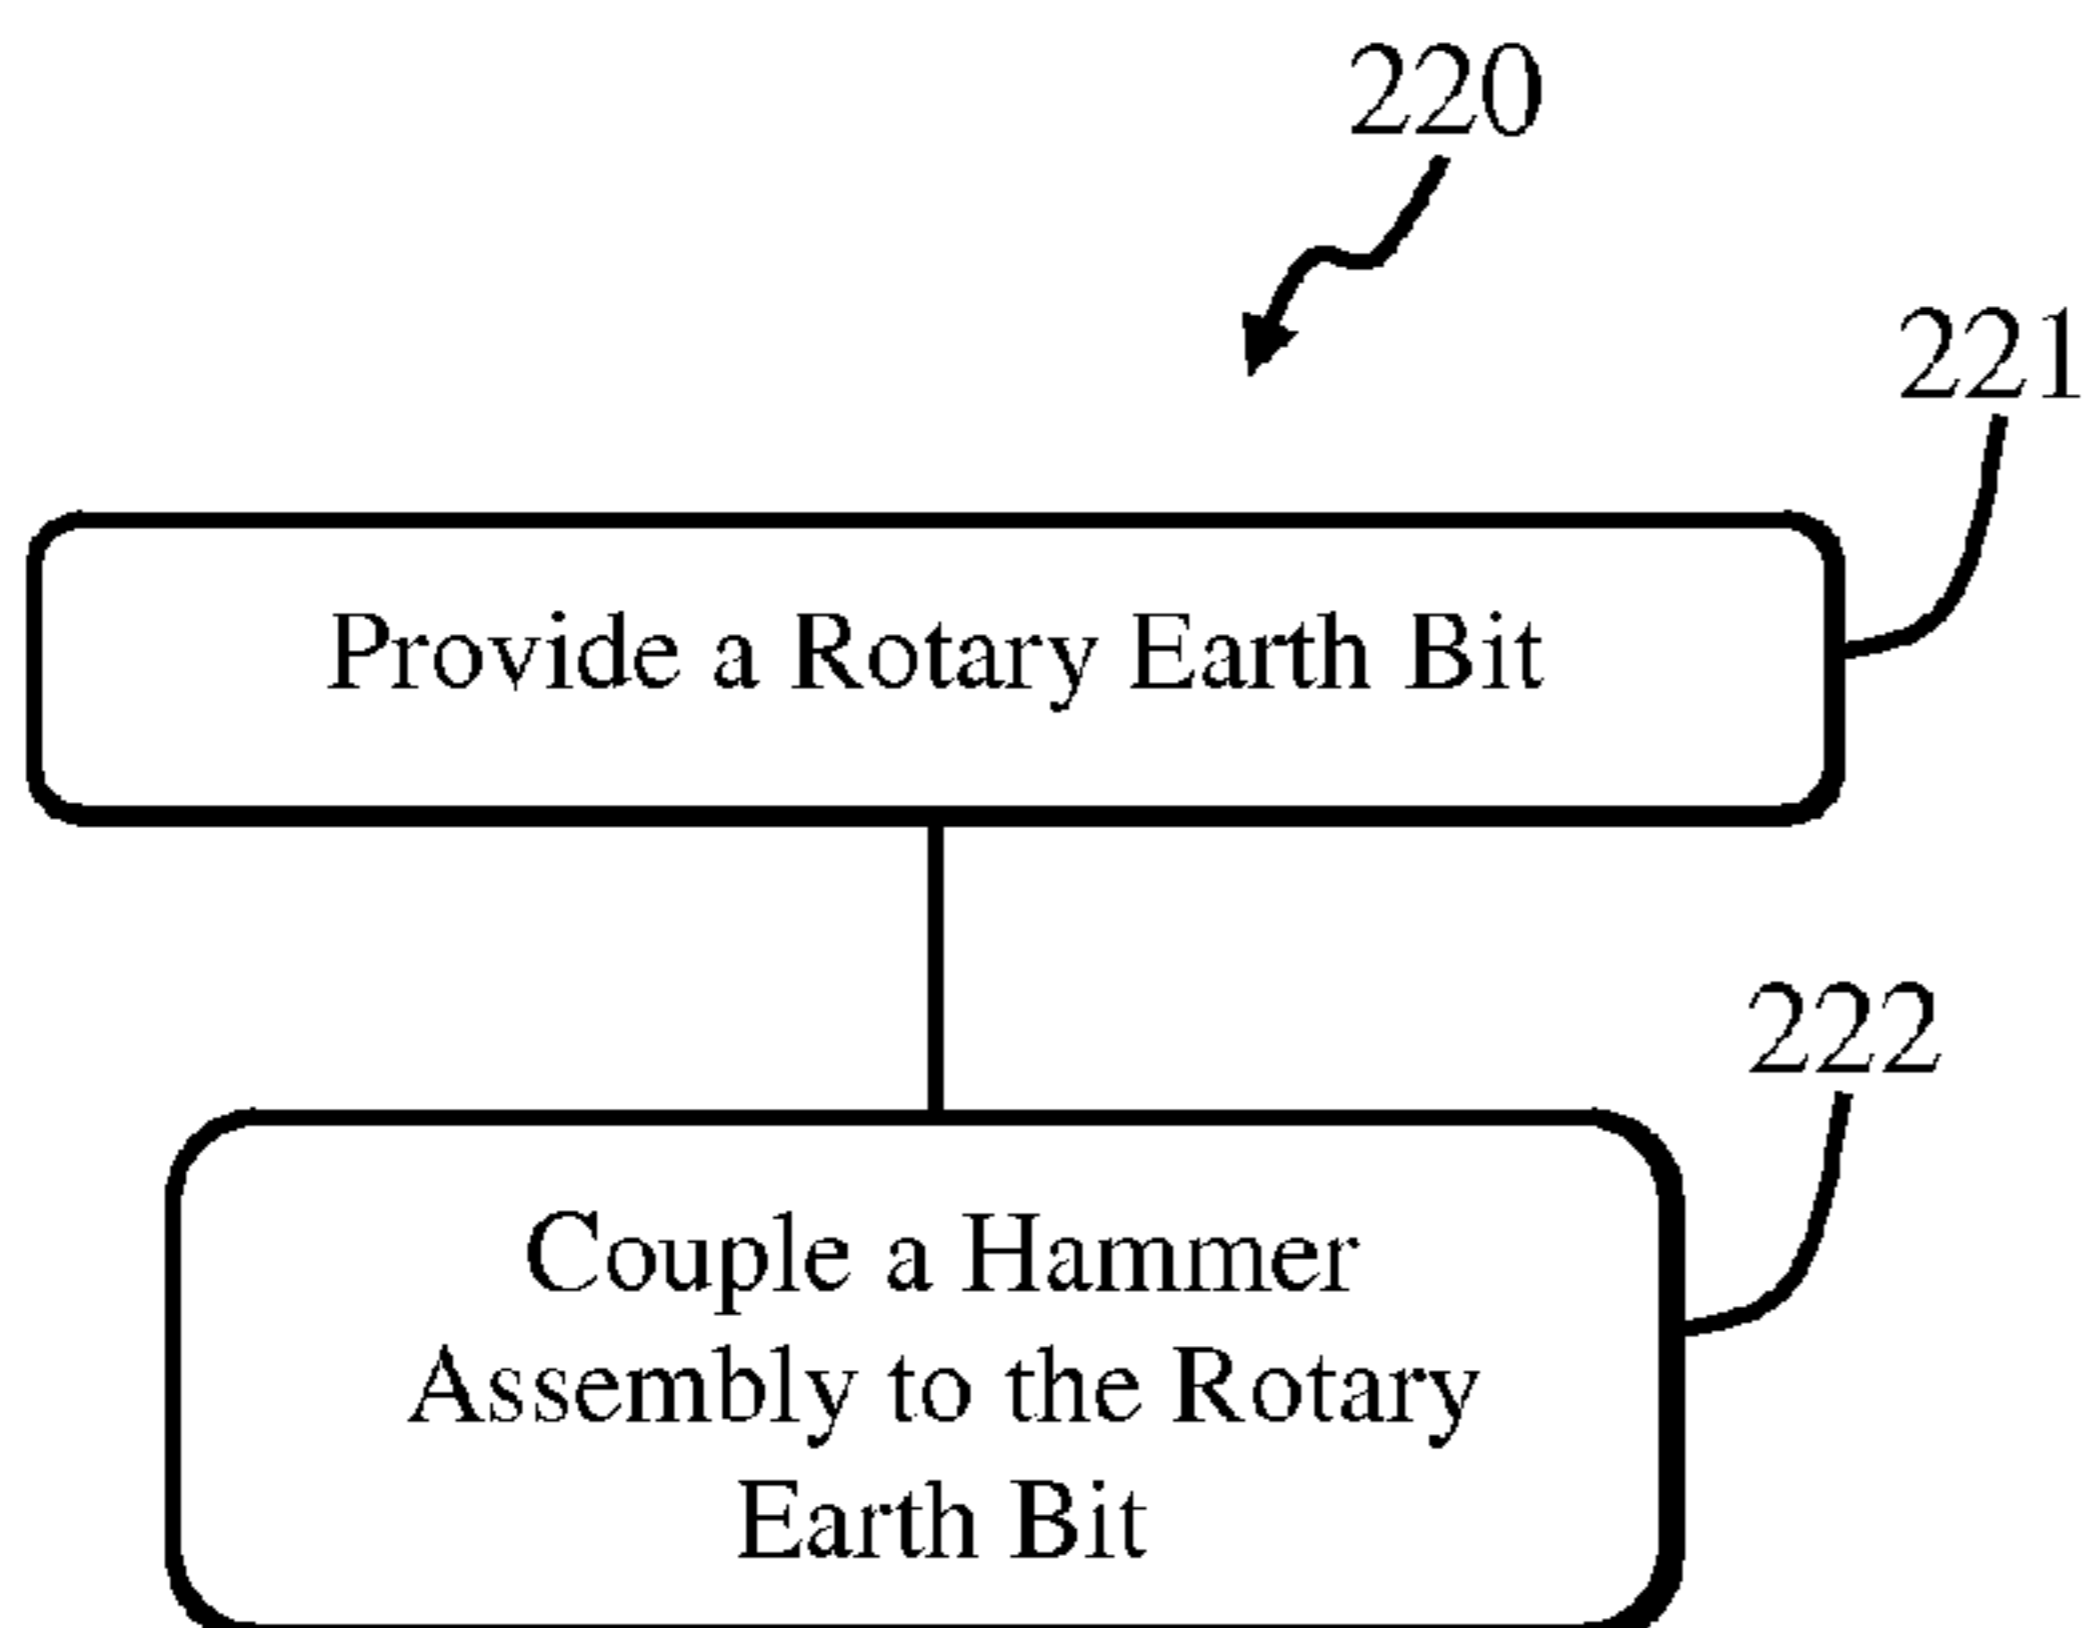 220
221
Provide a Rotary Earth Bit
222
Couple a Hammer
Assembly to the Rotary
Earth Bit